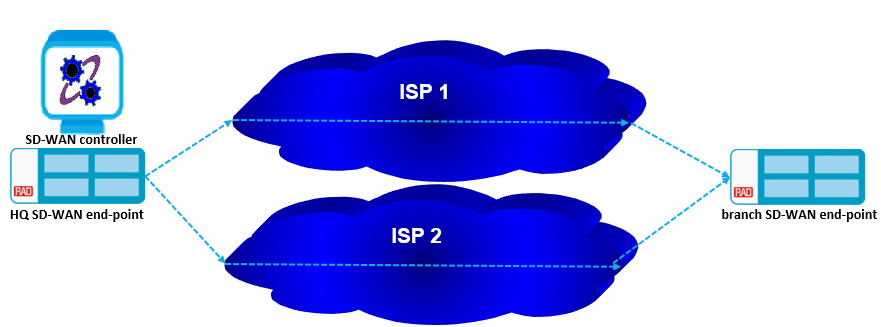 ISP 1
SD-WAN controller
RAD
HQ SD-WAN end-point
RAD
branch SD-WAN end-point
ISP 2